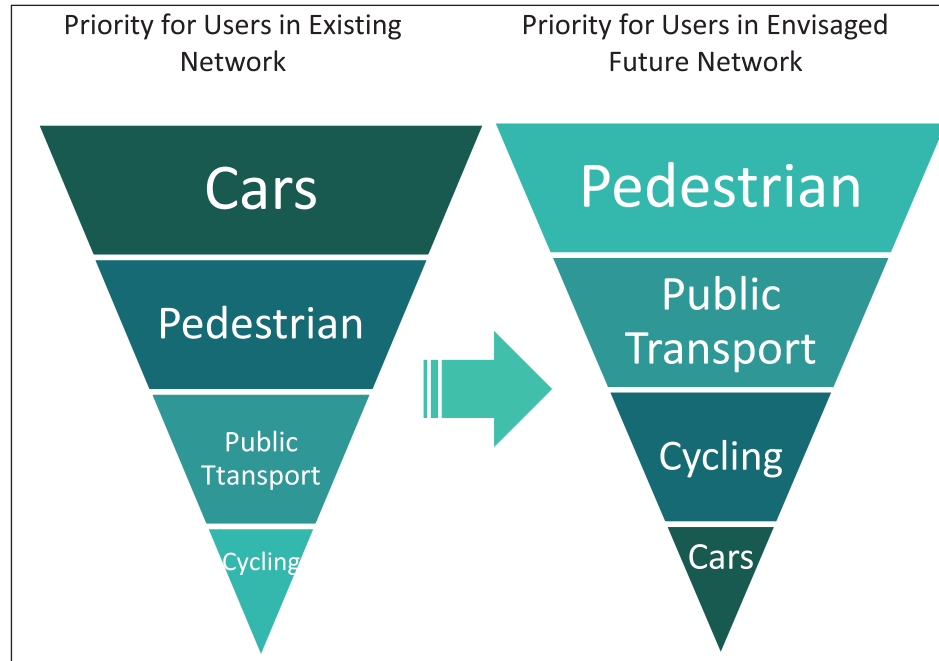 Priority for Users in Existing
Network
Cars
Pedestrian
Public
Ttansport
Cycling
Priority for Users in Envisaged
Future Network
Pedestrian
Public
Transport
Cycling
Cars